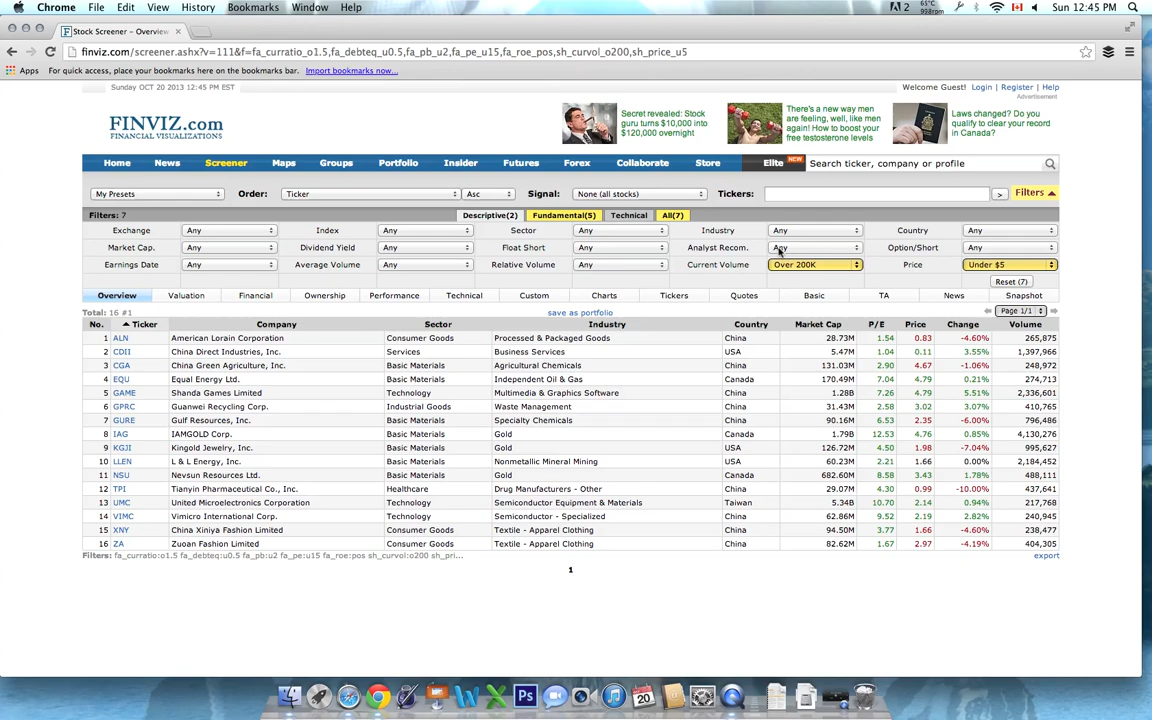 Chrome File Edit View History Bookmarks Window Help 2 65°C 998rpm Sun 12:45 PM
Stock Screener – Overview
finviz.com/screener.ashx?v=111&f=fa_curratio_o1.5,fa_debteq_u0.5,fa_pb_u2,fa_pe_u15,fa_roe_pos,sh_curvol_o200,sh_price_u5
Apps For quick access, place your bookmarks here on the bookmarks bar. Import bookmarks now...
Sunday OCT 20 2013 12:45 PM EST Welcome Guest! Login | Register | Help
Advertisement
FINVIZ.com
FINANCIAL VISUALIZATIONS
Secret revealed: Stock guru turns $10,000 into $120,000 overnight
There's a new way men are feeling, well, like men again! How to boost your free testosterone levels
Laws changed? Do you qualify to clear your record in Canada?
Home News Screener Maps Groups Portfolio Insider Futures Forex Collaborate Store Elite NEW Search ticker, company or profile
My Presets Order: Ticker Asc Signal: None (all stocks) Tickers: > Filters
Filters: 7 Descriptive(2) Fundamental(5) Technical All(7)
Exchange Any Index Any Sector Any Industry Any Country Any
Market Cap. Any Dividend Yield Any Float Short Any Analyst Recom. Any Option/Short Any
Earnings Date Any Average Volume Any Relative Volume Any Current Volume Over 200K Price Under $5
Reset (7)
Overview Valuation Financial Ownership Performance Technical Custom Charts Tickers Quotes Basic TA News Snapshot
Total: 16 #1 save as portfolio Page 1/1
No. Ticker Company Sector Industry Country Market Cap P/E Price Change Volume
1 ALN American Lorain Corporation Consumer Goods Processed & Packaged Goods China 28.73M 1.54 0.83 -4.60% 265,875
2 CDII China Direct Industries, Inc. Services Business Services USA 5.47M 1.04 0.11 3.55% 1,397,966
3 CGA China Green Agriculture, Inc. Basic Materials Agricultural Chemicals China 131.03M 2.90 4.67 -1.06% 248,972
4 EQU Equal Energy Ltd. Basic Materials Independent Oil & Gas Canada 170.49M 7.04 4.79 0.21% 274,713
5 GAME Shanda Games Limited Technology Multimedia & Graphics Software China 1.28B 7.26 4.79 5.51% 2,336,601
6 GPRC Guanwei Recycling Corp. Industrial Goods Waste Management China 31.43M 2.58 3.02 3.07% 410,765
7 GURE Gulf Resources, Inc. Basic Materials Specialty Chemicals China 90.16M 6.53 2.35 -6.00% 796,486
8 IAG IAMGOLD Corp. Basic Materials Gold Canada 1.79B 12.53 4.76 0.85% 4,130,276
9 KGJI Kingold Jewelry, Inc. Basic Materials Gold USA 126.72M 4.50 1.98 -7.04% 995,627
10 LLEN L & L Energy, Inc. Basic Materials Nonmetallic Mineral Mining USA 60.23M 2.21 1.66 0.00% 2,184,452
11 NSU Nevsun Resources Ltd. Basic Materials Gold Canada 682.60M 8.58 3.43 1.78% 488,111
12 TPI Tianyin Pharmaceutical Co., Inc. Healthcare Drug Manufacturers - Other China 29.07M 4.30 0.99 -10.00% 437,641
13 UMC United Microelectronics Corporation Technology Semiconductor Equipment & Materials Taiwan 5.34B 10.70 2.14 0.94% 217,768
14 VIMC Vimicro International Corp. Technology Semiconductor - Specialized China 62.86M 9.52 2.19 2.82% 240,945
15 XNY China Xiniya Fashion Limited Consumer Goods Textile - Apparel Clothing China 94.50M 3.77 1.66 -4.60% 238,477
16 ZA Zuoan Fashion Limited Consumer Goods Textile - Apparel Clothing China 82.62M 1.67 2.97 -4.19% 404,305
Filters: fa_curratio:o1.5 fa_debteq:u0.5 fa_pb:u2 fa_pe:u15 fa_roe:pos sh_curvol:o200 sh_pri... export
1